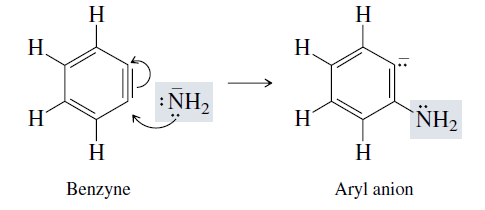 H H
H H
:N̄H₂ :̄
H H N̈H₂
H H
Benzyne Aryl anion